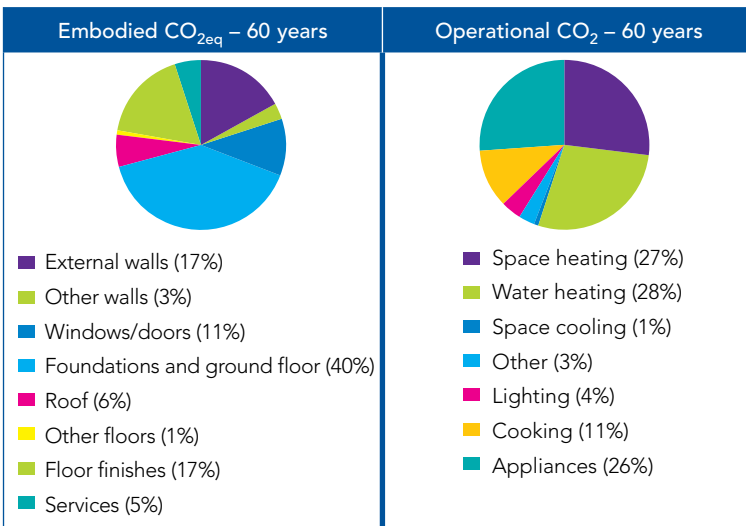 Embodied CO2eq – 60 years
External walls (17%)
Other walls (3%)
Windows/doors (11%)
Foundations and ground floor (40%)
Roof (6%)
Other floors (1%)
Floor finishes (17%)
Services (5%)
Operational CO2 – 60 years
Space heating (27%)
Water heating (28%)
Space cooling (1%)
Other (3%)
Lighting (4%)
Cooking (11%)
Appliances (26%)